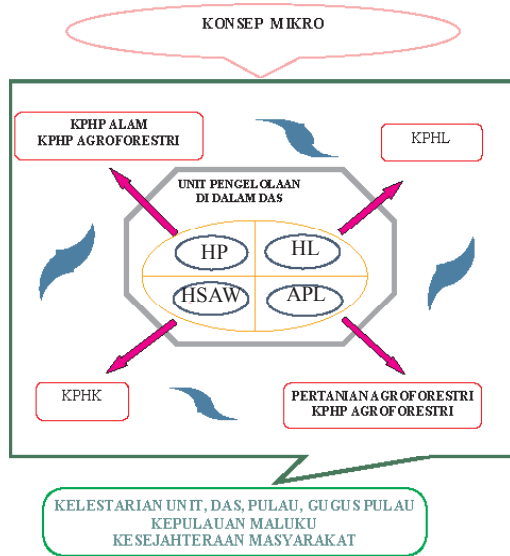 KONSEP MIKRO
KPHP ALAM
KPHP AGROFORESTRI
KPHL
UNIT PENGELOLAAN
DI DALAM DAS
HP
HL
HSAW
APL
KPHK
PERTANIAN AGROFORESTRI
KPHP AGROFORESTRI
KELESTARIAN UNIT, DAS, PULAU, GUGUS PULAU
KEPULAUAN MALUKU
KESEJAHTERAAN MASYARAKAT